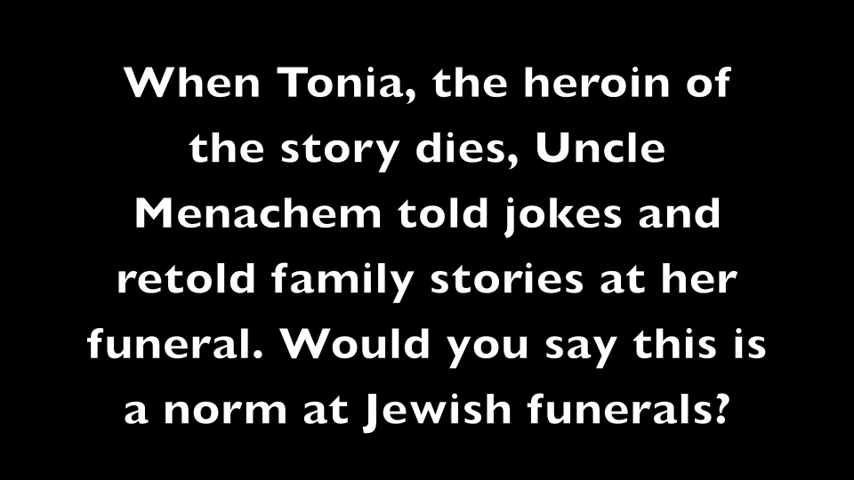 When Tonia, the heroin of
the story dies, Uncle
Menachem told jokes and
retold family stories at her
funeral. Would you say this is
a norm at Jewish funerals?